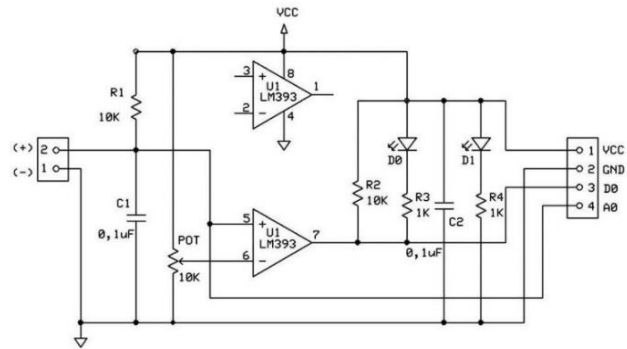 VCC
3
+
8
U1
LM393
1
2
−
4
R1
10K
(+)
2
(-)
1
C1
0,1uF
POT
10K
5
+
U1
LM393
7
6
−
R2
10K
D0
R3
1K
C2
0,1uF
D1
R4
1K
1
VCC
2
GND
3
D0
4
A0